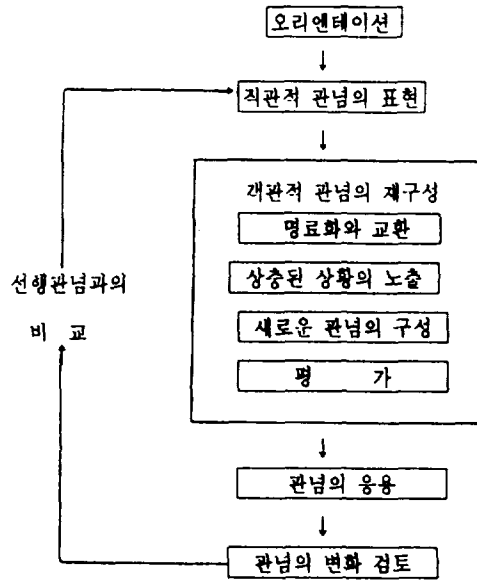 오리엔테이션
직관적 관념의 표현
객관적 관념의 재구성
명료화와 교환
상충된 상황의 노출
새로운 관념의 구성
평 가
선행관념과의
비 교
관념의 응용
관념의 변화 검토